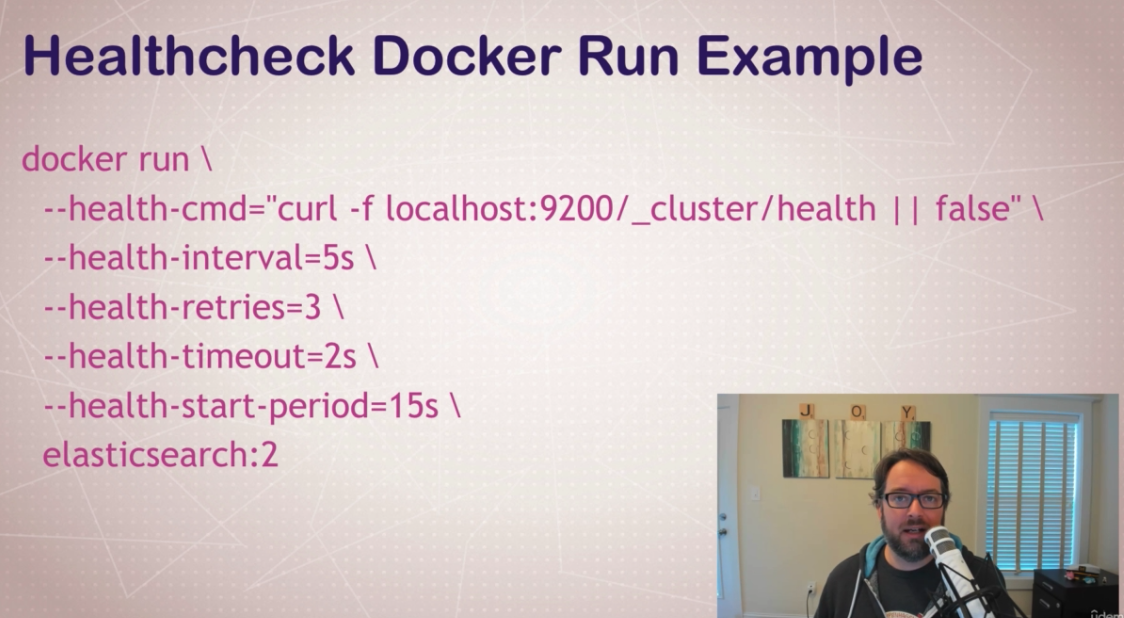 Healthcheck Docker Run Example
docker run \
--health-cmd="curl -f localhost:9200/_cluster/health || false" \
--health-interval=5s \
--health-retries=3 \
--health-timeout=2s \
--health-start-period=15s \
elasticsearch:2
J O Y